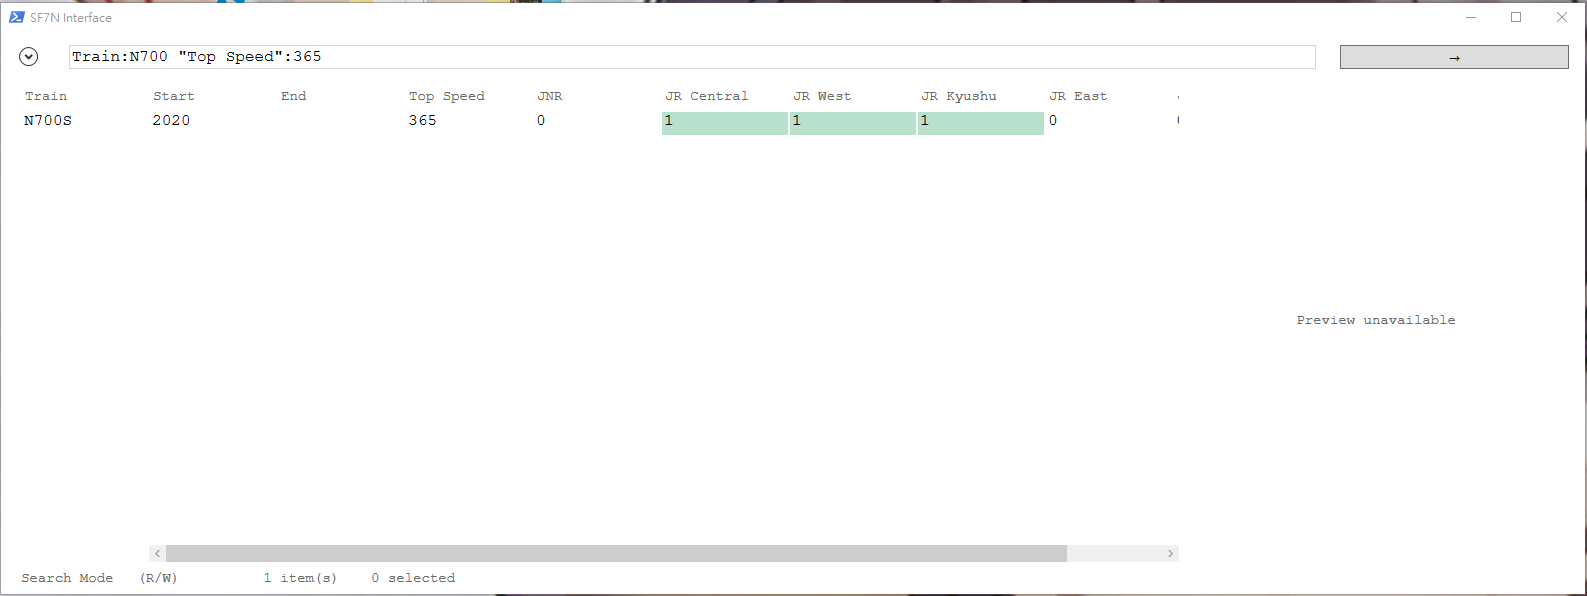 SF7N Interface
Train:N700 "Top Speed":365 →
Train Start End Top Speed JNR JR Central JR West JR Kyushu JR East
N700S 2020 365 0 1 1 1 0
Preview unavailable
Search Mode (R/W) 1 item(s) 0 selected